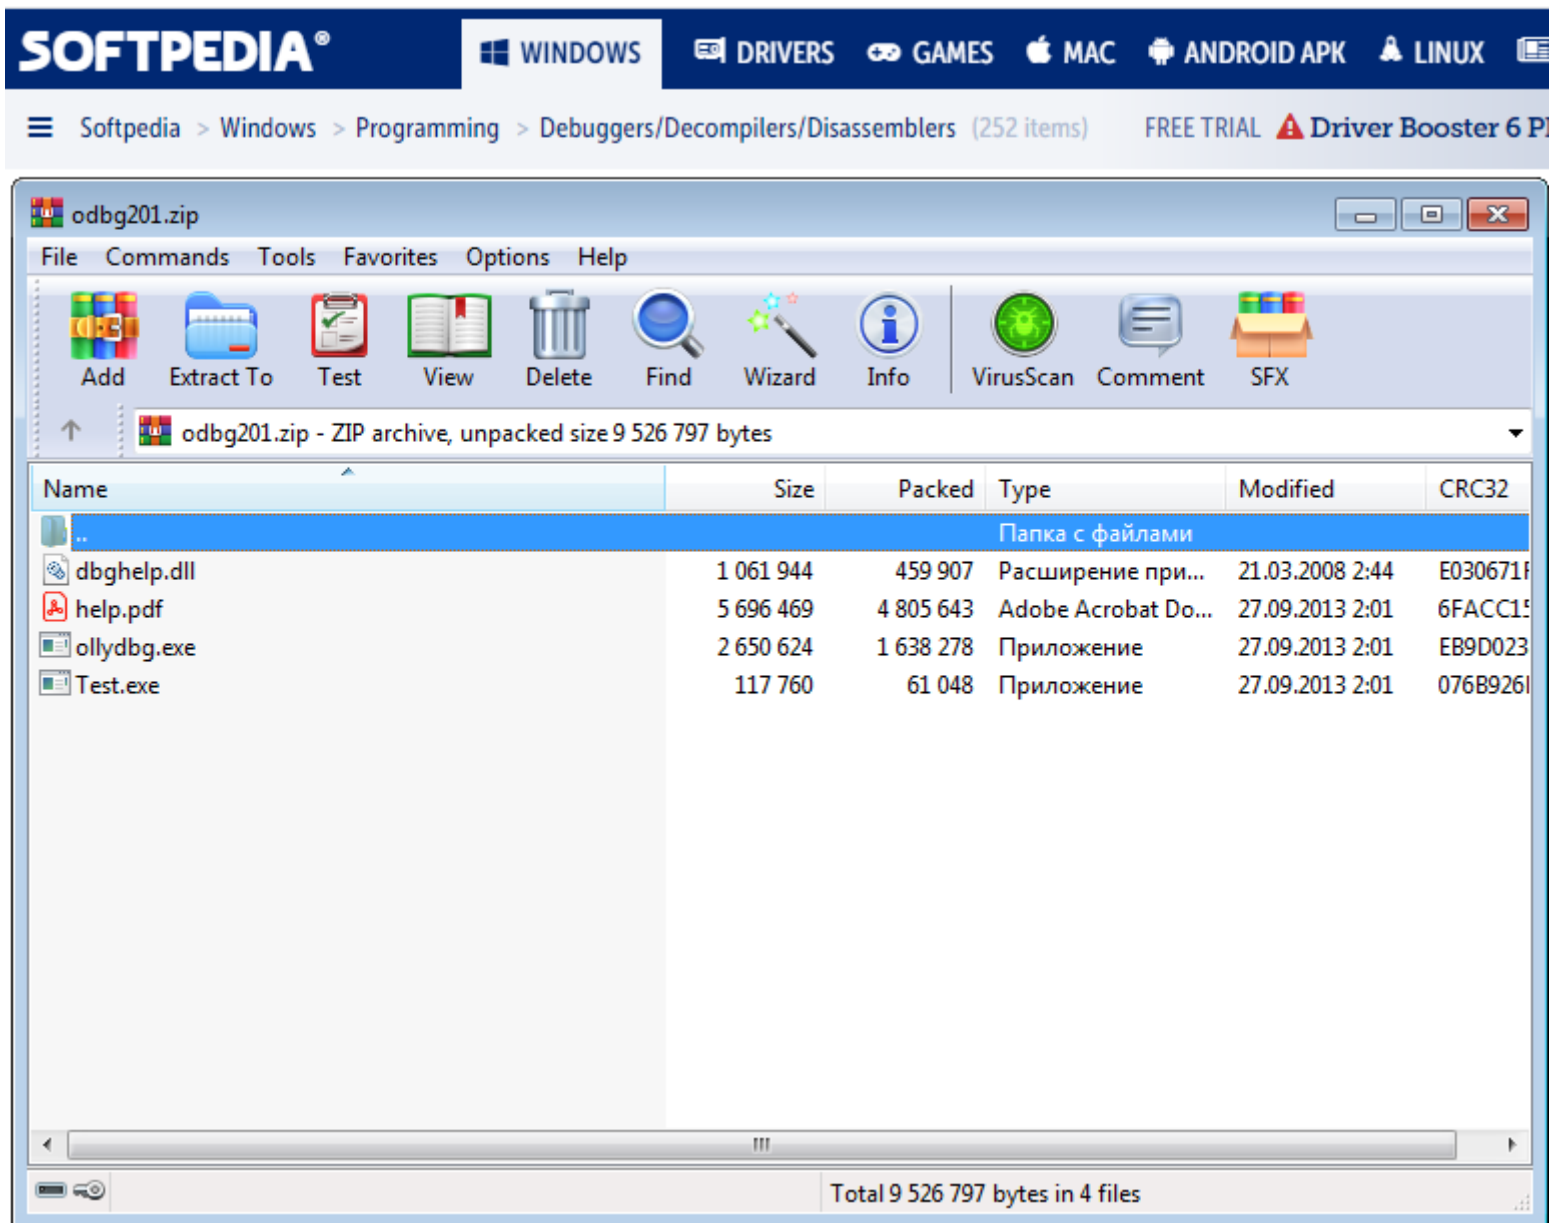 SOFTPEDIA®
WINDOWS DRIVERS GAMES MAC ANDROID APK LINUX
Softpedia > Windows > Programming > Debuggers/Decompilers/Disassemblers (252 items) FREE TRIAL Driver Booster 6
odbg201.zip
File Commands Tools Favorites Options Help
Add Extract To Test View Delete Find Wizard Info VirusScan Comment SFX
odbg201.zip - ZIP archive, unpacked size 9 526 797 bytes
Name Size Packed Type Modified CRC32
.. Папка с файлами
dbghelp.dll 1 061 944 459 907 Расширение при... 21.03.2008 2:44
help.pdf 5 696 469 4 805 643 Adobe Acrobat Do... 27.09.2013 2:01
ollydbg.exe 2 650 624 1 638 278 Приложение 27.09.2013 2:01 EB9D023
Test.exe 117 760 61 048 Приложение 27.09.2013 2:01
Total 9 526 797 bytes in 4 files